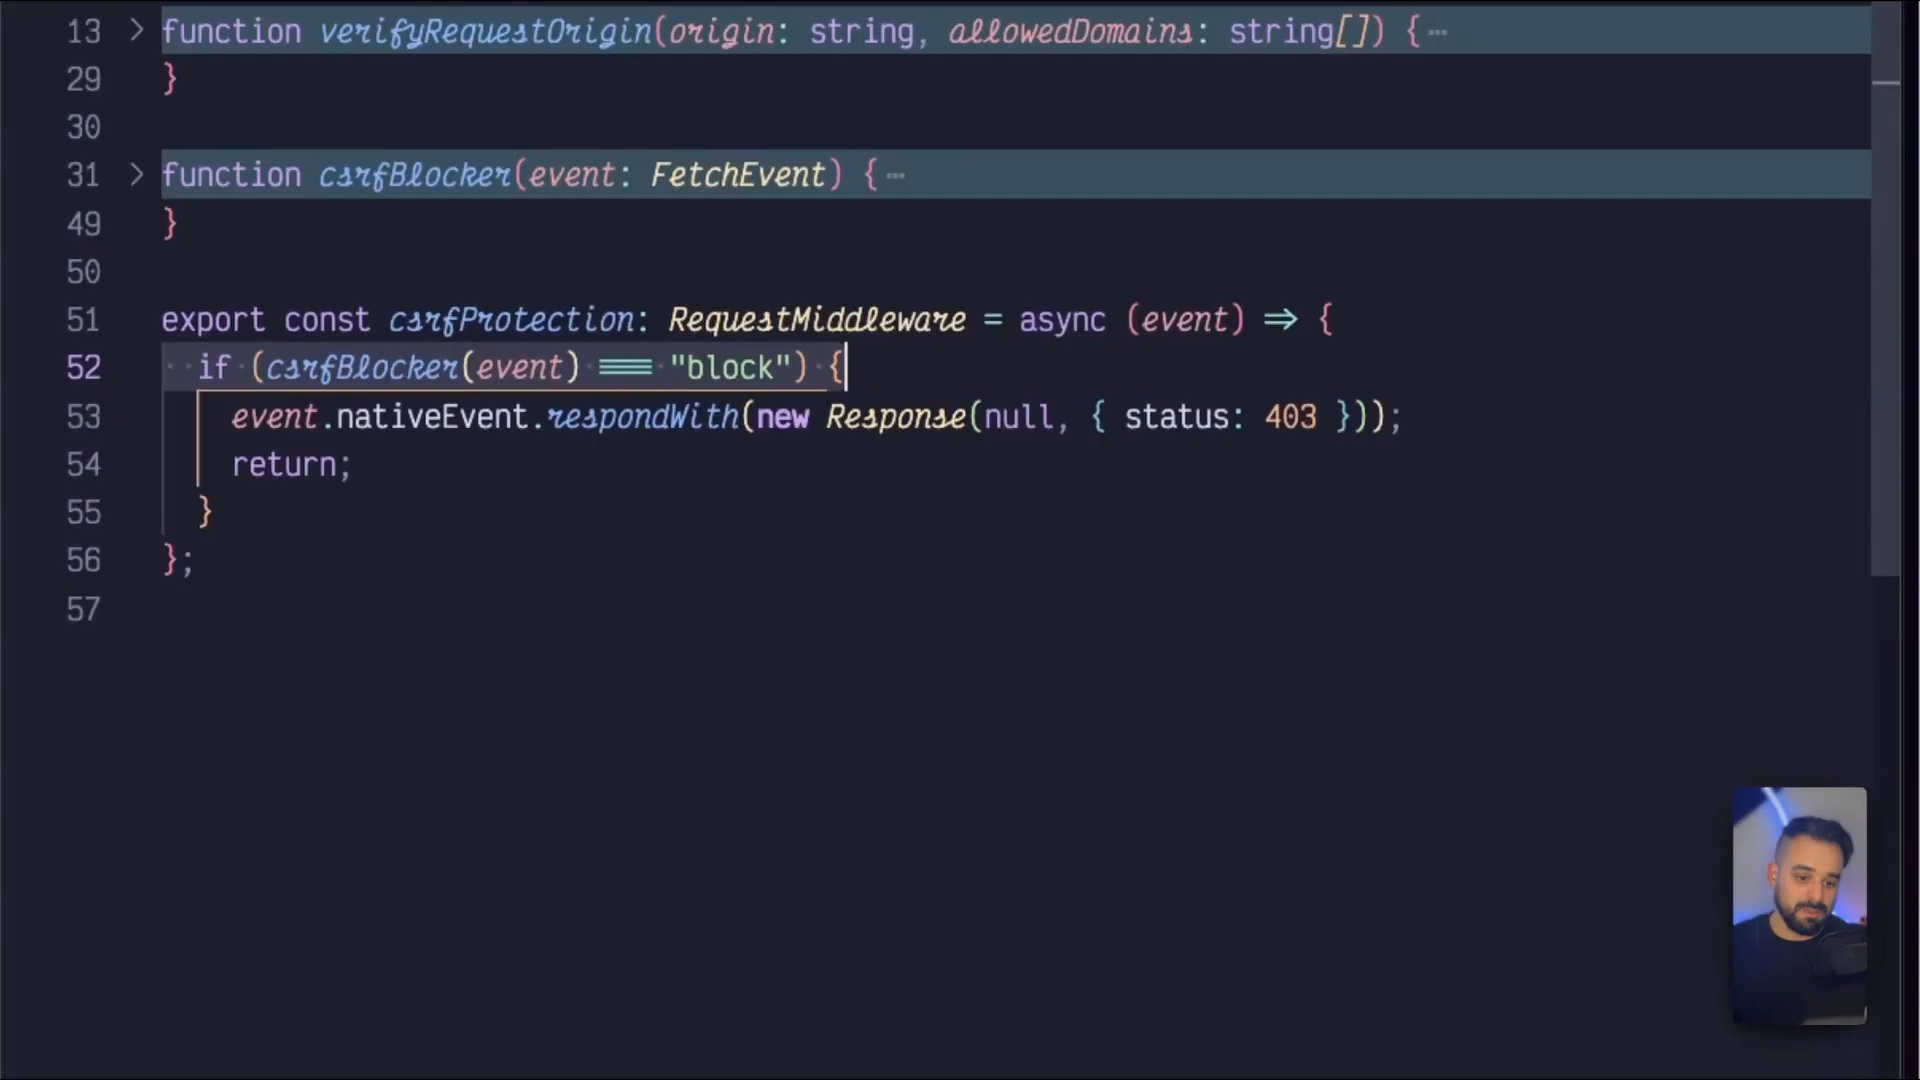 13 > function verifyRequestOrigin(origin: string, allowedDomains: string[]) { ⋯
29 }
30
31 > function csrfBlocker(event: FetchEvent) { ⋯
49 }
50
51 export const csrfProtection: RequestMiddleware = async (event) => {
52 if (csrfBlocker(event) === "block") {
53 event.nativeEvent.respondWith(new Response(null, { status: 403 }));
54 return;
55 }
56 };
57